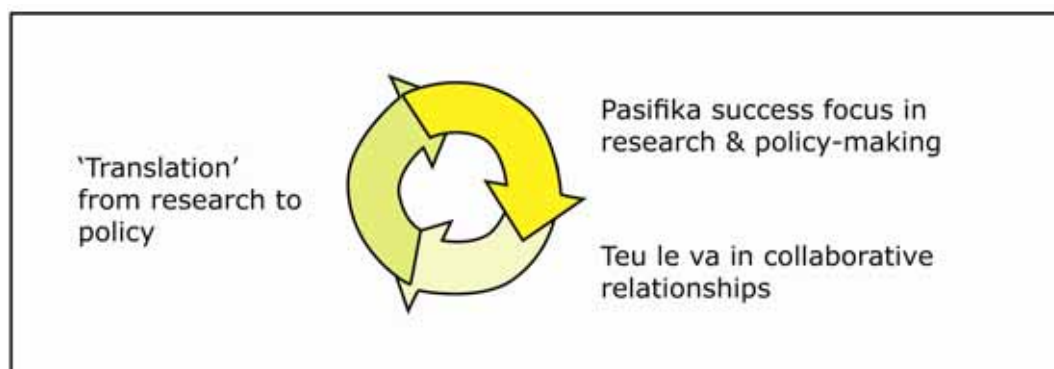 ‘Translation’
from research to
policy
Pasifika success focus in
research & policy-making
Teu le va in collaborative
relationships